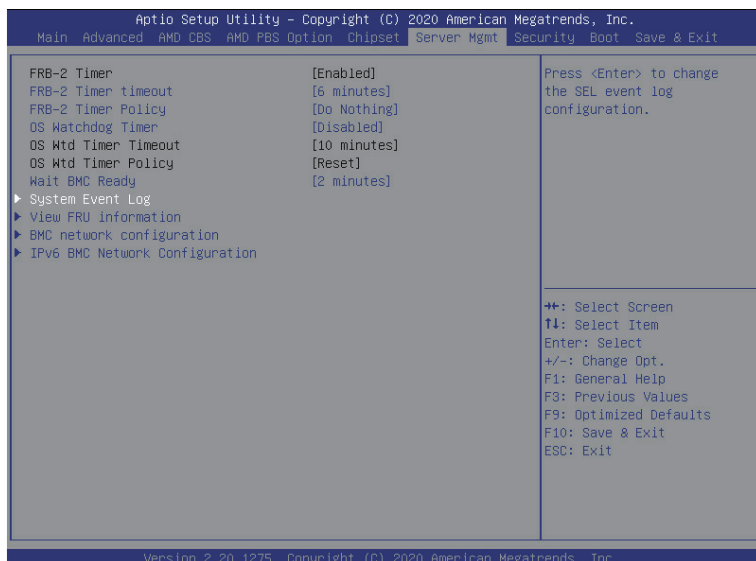 Aptio Setup Utility – Copyright (C) 2020 American Megatrends, Inc.
Main Advanced AMD CBS AMD PBS Option Chipset Server Mgmt Security Boot Save & Exit
FRB-2 Timer [Enabled]
FRB-2 Timer timeout [6 minutes]
FRB-2 Timer Policy [Do Nothing]
OS Watchdog Timer [Disabled]
OS Wtd Timer Timeout [10 minutes]
OS Wtd Timer Policy [Reset]
Wait BMC Ready [2 minutes]
System Event Log
View FRU information
BMC network configuration
IPv6 BMC Network Configuration
Press <Enter> to change
the SEL event log
configuration.
→←: Select Screen
↑↓: Select Item
Enter: Select
+/-: Change Opt.
F1: General Help
F3: Previous Values
F9: Optimized Defaults
F10: Save & Exit
ESC: Exit
Version 2.20.1275. Copyright (C) 2020 American Megatrends, Inc.